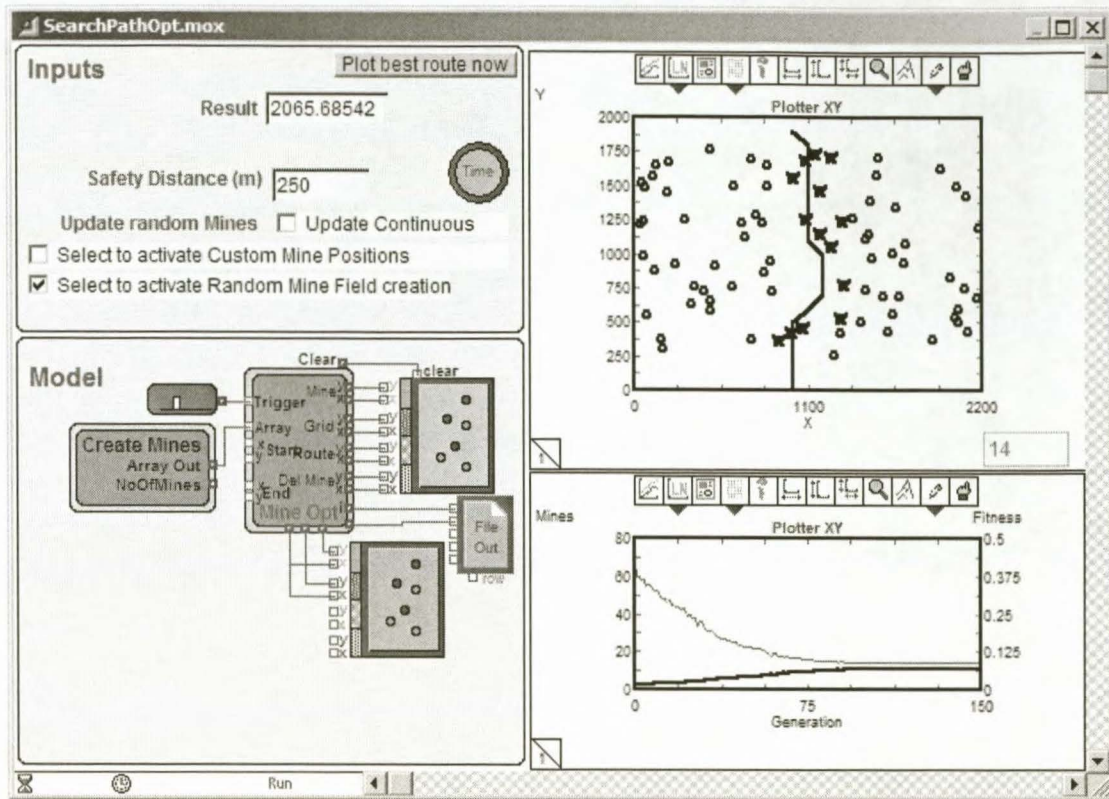 SearchPathOpt.mox
Inputs
Plot best route now
Result 2065.68542
Safety Distance (m) 250
Time
Update random Mines Update Continuous
Select to activate Custom Mine Positions
Select to activate Random Mine Field creation
Model
Clear
clear
Trigger
Mine y
x
Array
Grid y
x
x
y Start
Route y
x
Del Mine y
x
x
y End
Mine Opt
Create Mines
Array Out
NoOfMines
y
x
y
x
y
x
y
x
File
Out
row
y
x
y
x
y
x
y
x
Run
LN
Y
Plotter XY
2000
1750
1500
1250
1000
750
500
250
0
0 1100 2200
X
14
1
LN
Mines
Plotter XY
Fitness
80
60
40
20
0
0.5
0.375
0.25
0.125
0
0 75 150
Generation
1